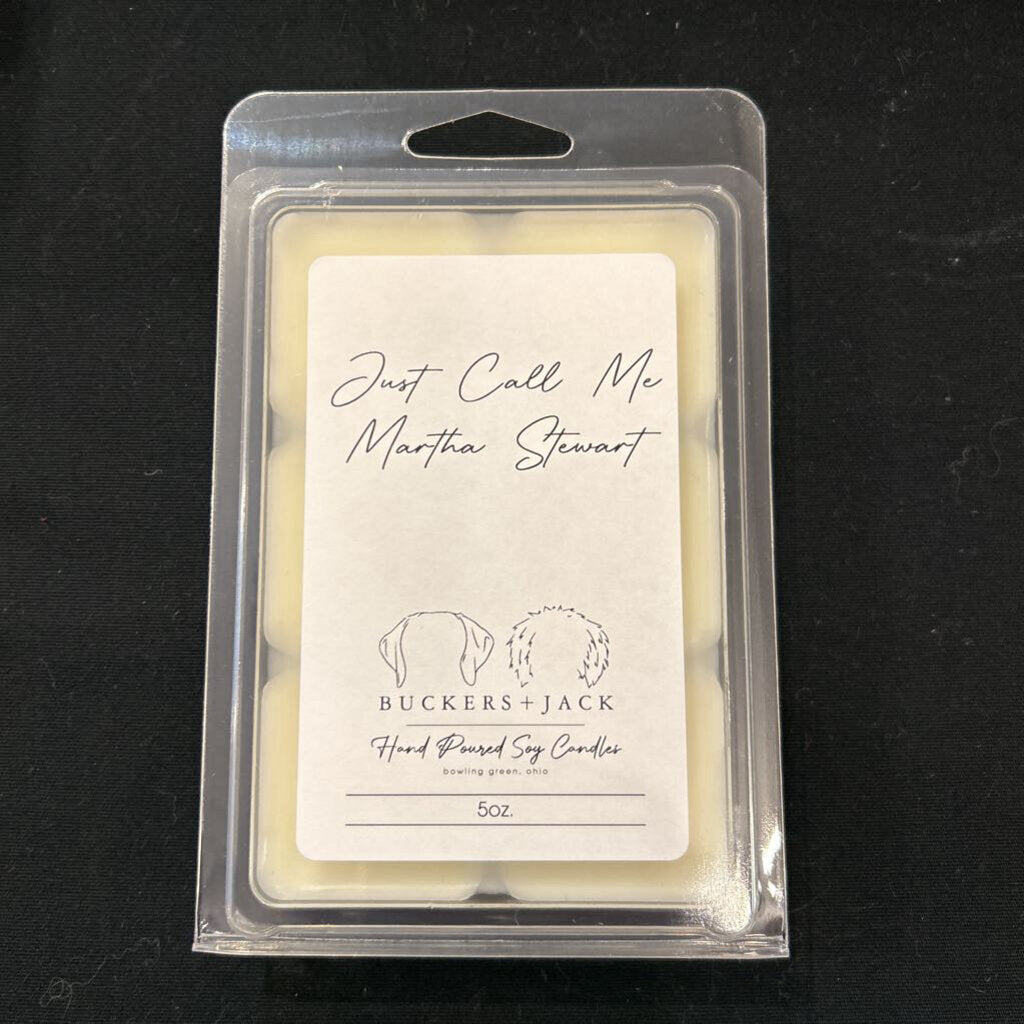 Just Call Me
Martha Stewart
BUCKERS + JACK
Hand Poured Soy Candles
bowling green, ohio
5oz.